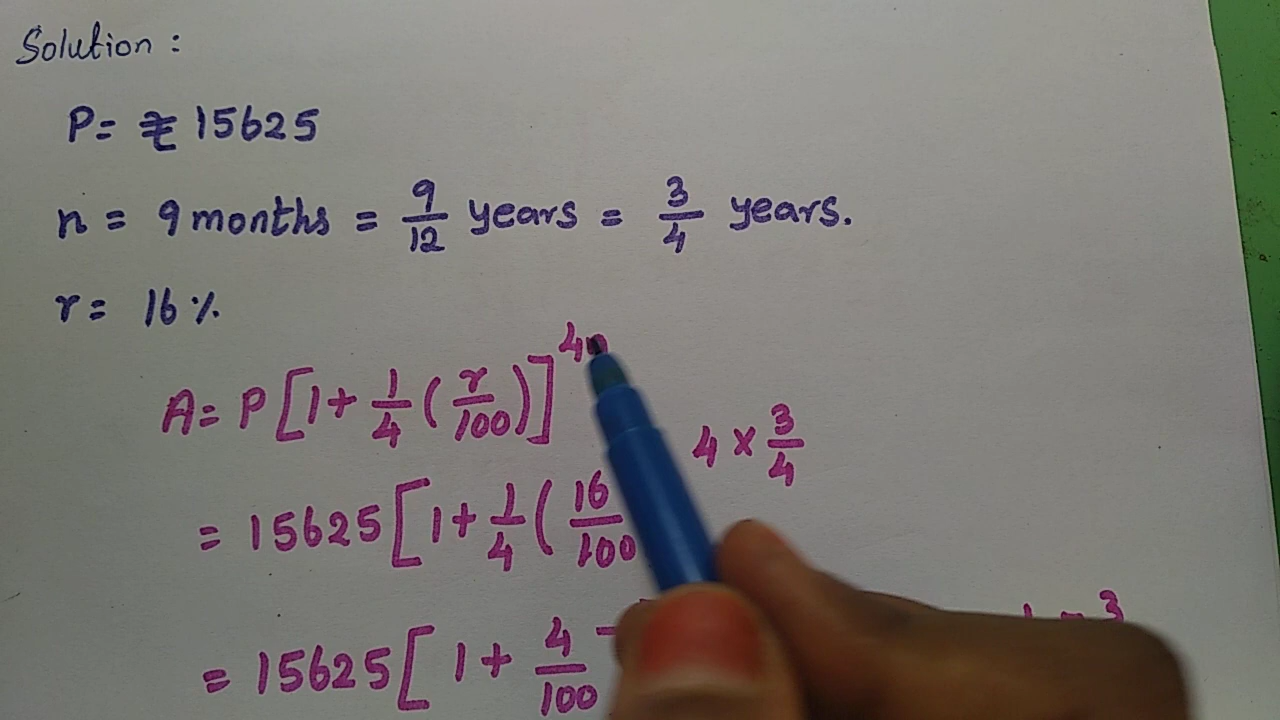 Solution :
P = ₹ 15625
n = 9 months = 9/12 years = 3/4 years.
r = 16 %
A = P [ 1 + 1/4 ( r/100 ) ]^4n
= 15625 [ 1 + 1/4 ( 16/100 4 × 3/4
= 15625 [ 1 + 4/100 3